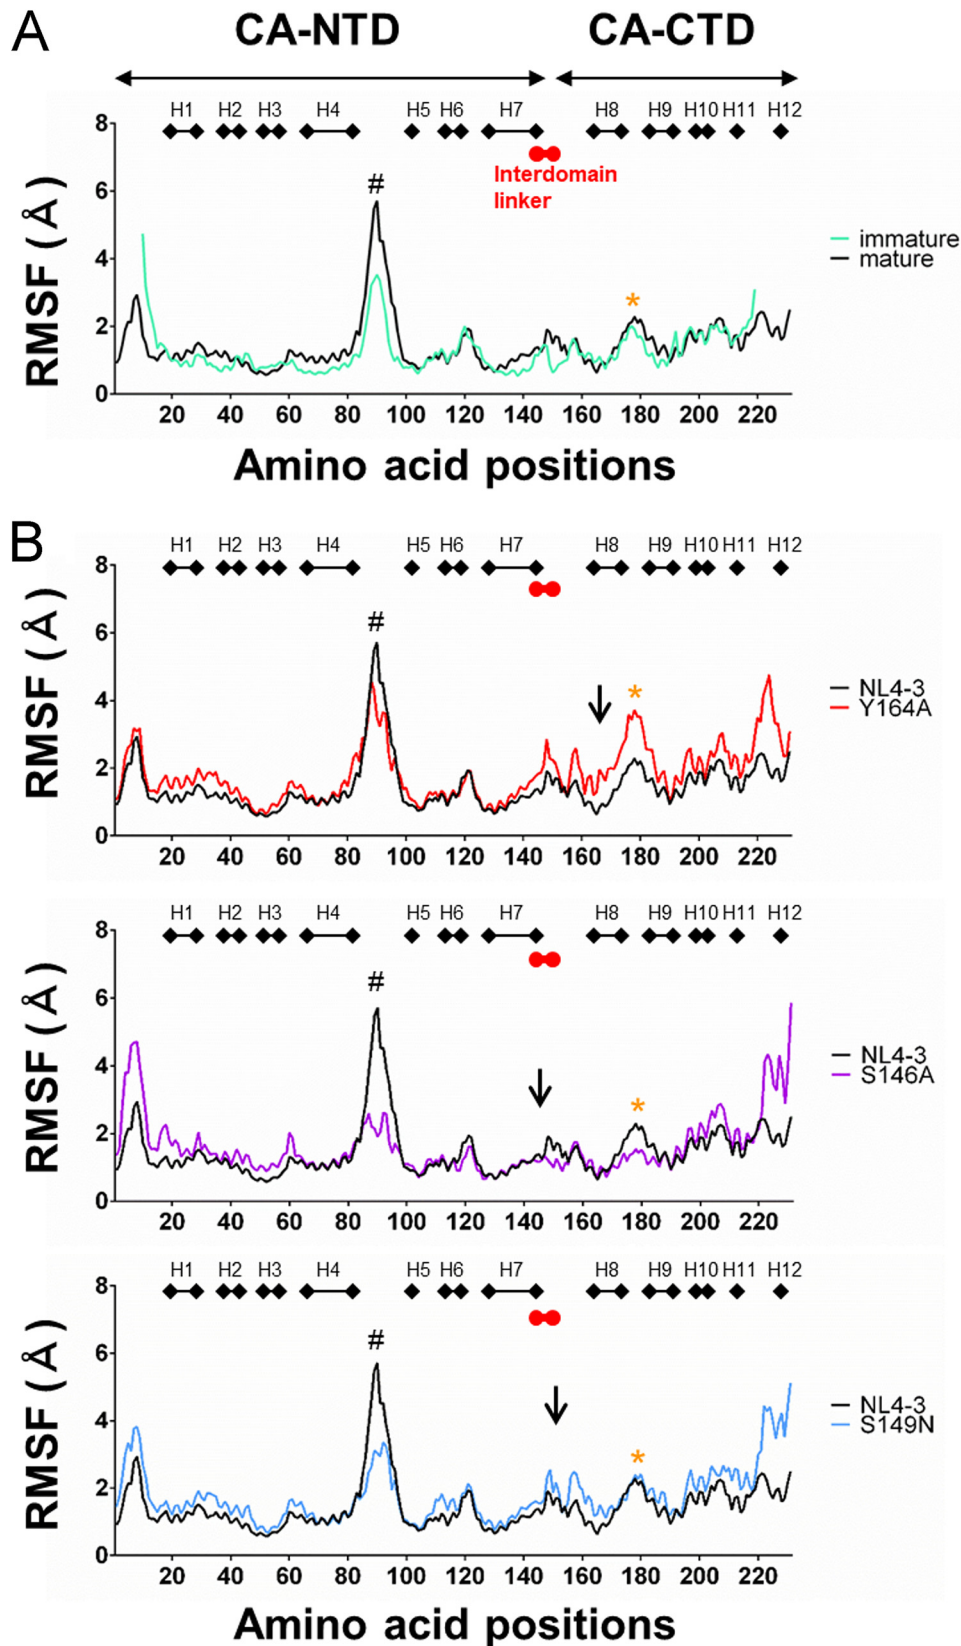 A
CA-NTD CA-CTD
H1 H2 H3 H4 H5 H6 H7 H8 H9 H10 H11 H12
Interdomain
linker
#
*
8
6
4
2
0
RMSF (Å)
immature
mature
20 40 60 80 100 120 140 160 180 200 220
Amino acid positions
B
H1 H2 H3 H4 H5 H6 H7 H8 H9 H10 H11 H12
#
*
8
6
4
2
0
RMSF (Å)
NL4-3
Y164A
20 40 60 80 100 120 140 160 180 200 220
H1 H2 H3 H4 H5 H6 H7 H8 H9 H10 H11 H12
#
*
8
6
4
2
0
RMSF (Å)
NL4-3
S146A
20 40 60 80 100 120 140 160 180 200 220
H1 H2 H3 H4 H5 H6 H7 H8 H9 H10 H11 H12
#
*
8
6
4
2
0
RMSF (Å)
NL4-3
S149N
20 40 60 80 100 120 140 160 180 200 220
Amino acid positions